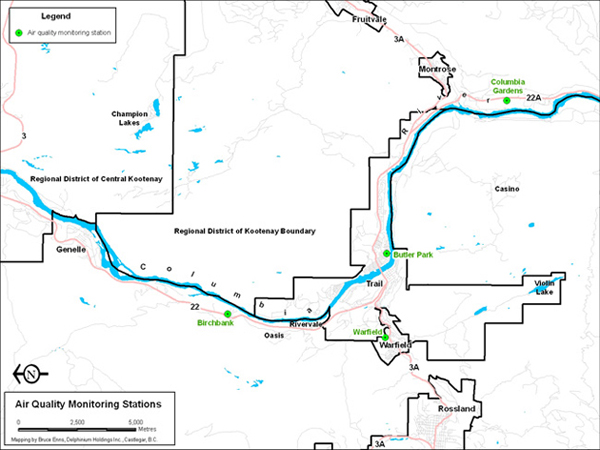 Legend
Air quality monitoring station
Fruitvale
3A
Montrose
Columbia
Gardens
22A
Champion
Lakes
3
Regional District of Central Kootenay
Casino
Regional District of Kootenay Boundary
Genelle
Butler Park
Columbia River
Trail
Violin
Lake
22
Birchbank
Rivervale
Oasis
Warfield
Warfield
3A
N
Rossland
3A
Air Quality Monitoring Stations
0 2,500 5,000
Metres
Mapping by Bruce Enns, Delphinium Holdings Inc., Castlegar, B.C.